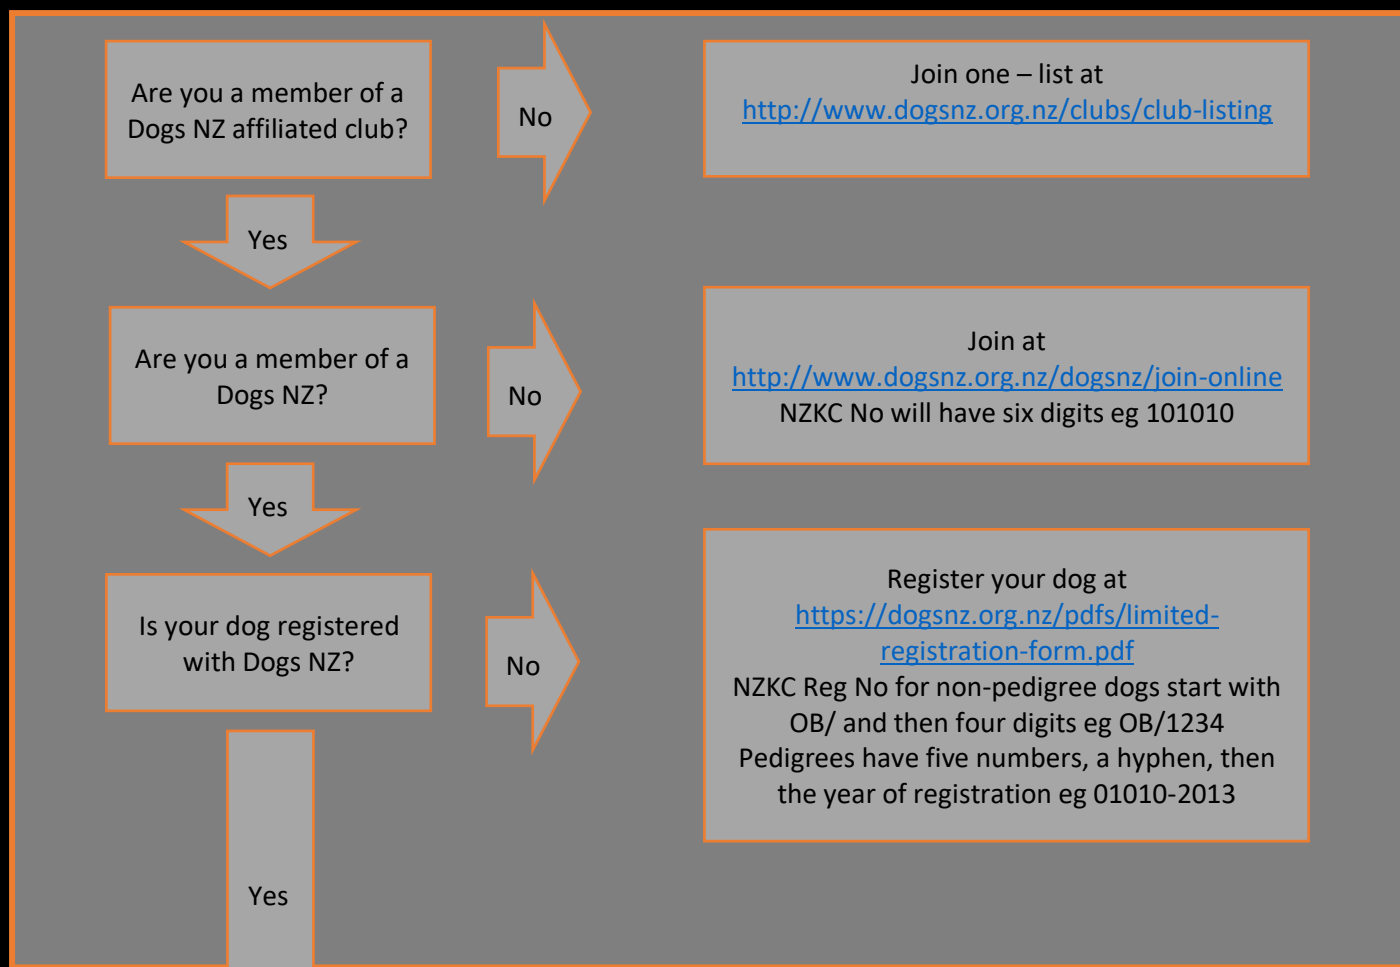 Are you a member of a
Dogs NZ affiliated club?
No
Join one – list at
http://www.dogsnz.org.nz/clubs/club-listing
Yes
Are you a member of a
Dogs NZ?
No
Join at
http://www.dogsnz.org.nz/dogsnz/join-online
NZKC No will have six digits eg 101010
Yes
Is your dog registered
with Dogs NZ?
No
Register your dog at
https://dogsnz.org.nz/pdfs/limited-
registration-form.pdf
NZKC Reg No for non-pedigree dogs start with
OB/ and then four digits eg OB/1234
Pedigrees have five numbers, a hyphen, then
the year of registration eg 01010-2013
Yes